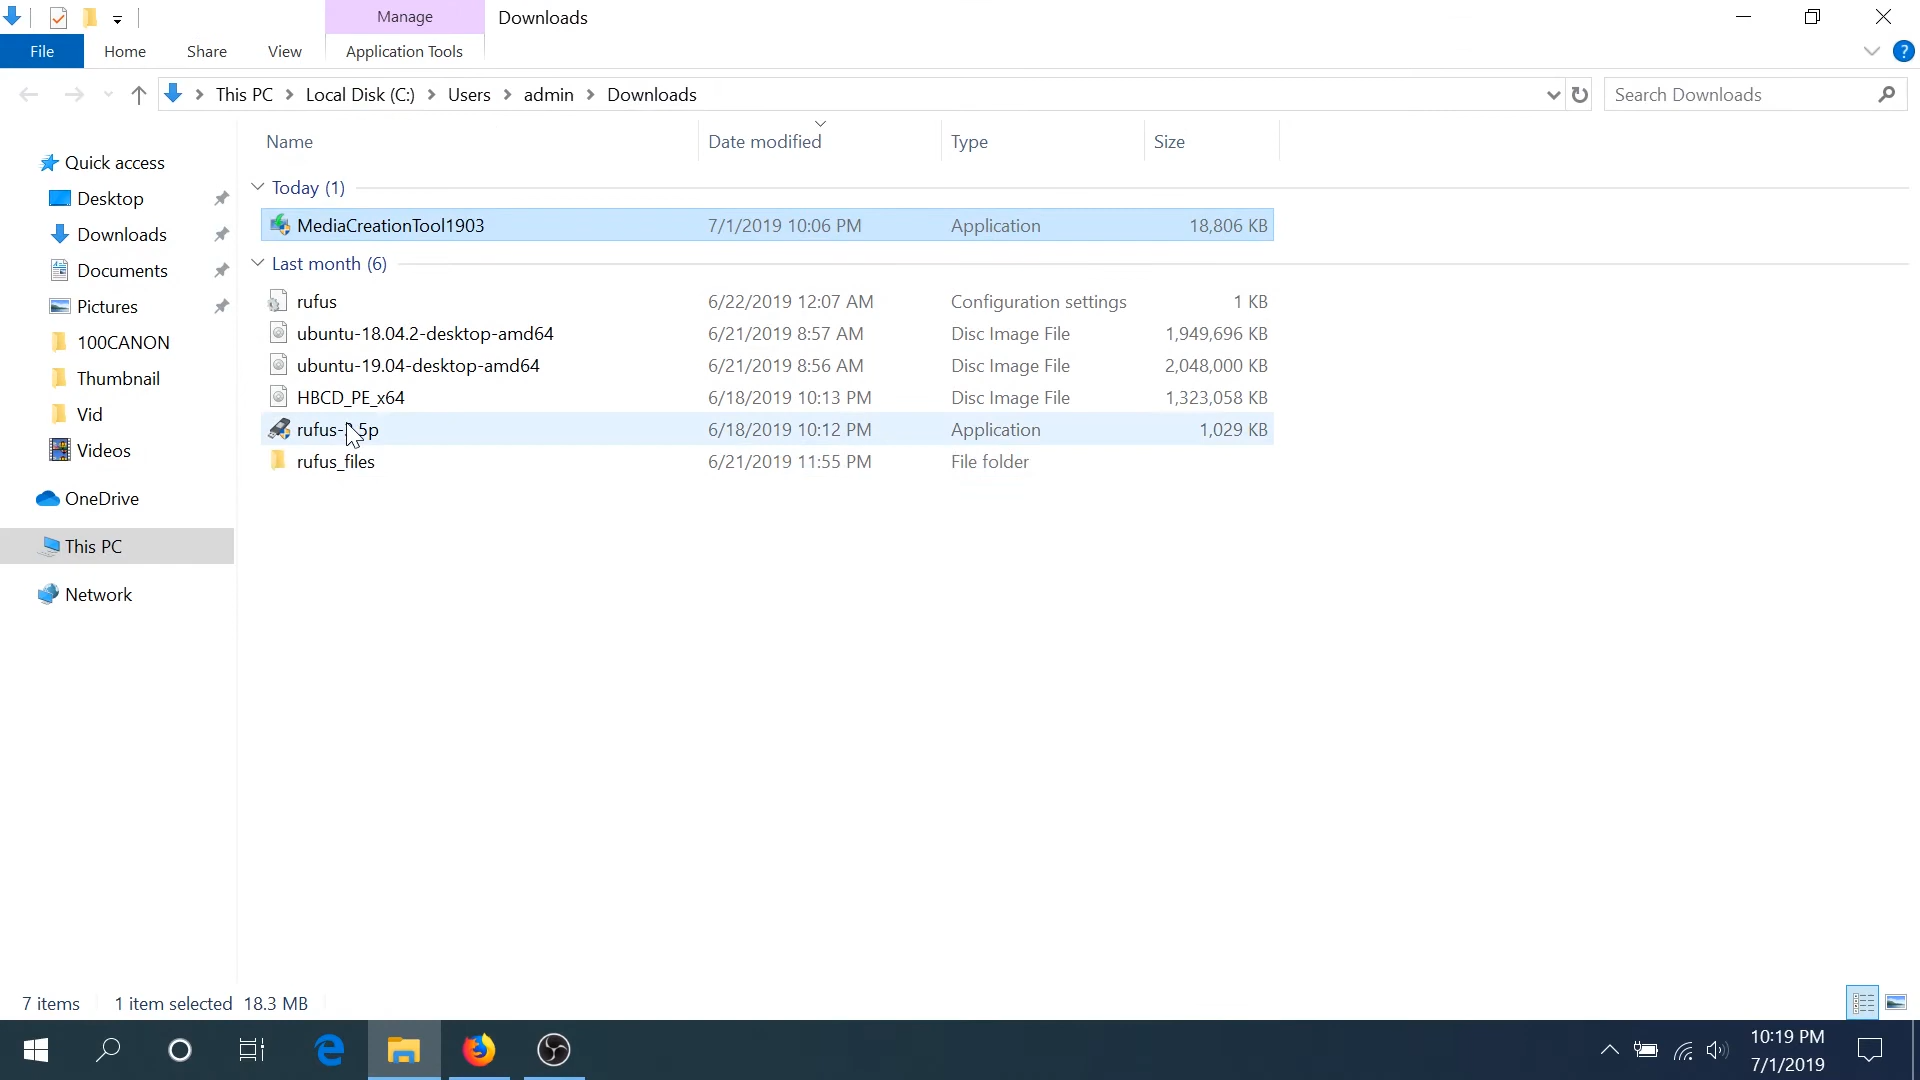 Manage
Downloads
File
Home
Share
View
Application Tools
This PC
Local Disk (C:)
Users
admin
Downloads
Search Downloads
Name
Date modified
Type
Size
Quick access
Desktop
Downloads
Documents
Pictures
100CANON
Thumbnail
Vid
Videos
OneDrive
This PC
Network
Today (1)
MediaCreationTool1903 7/1/2019 10:06 PM Application 18,806 KB
Last month (6)
rufus 6/22/2019 12:07 AM Configuration settings 1 KB
ubuntu-18.04.2-desktop-amd64 6/21/2019 8:57 AM Disc Image File 1,949,696 KB
ubuntu-19.04-desktop-amd64 6/21/2019 8:56 AM Disc Image File 2,048,000 KB
HBCD_PE_x64 6/18/2019 10:13 PM Disc Image File 1,323,058 KB
6/18/2019 10:12 PM Application 1,029 KB
rufus_files 6/21/2019 11:55 PM File folder
7 items 1 item selected 18.3 MB
10:19 PM
7/1/2019